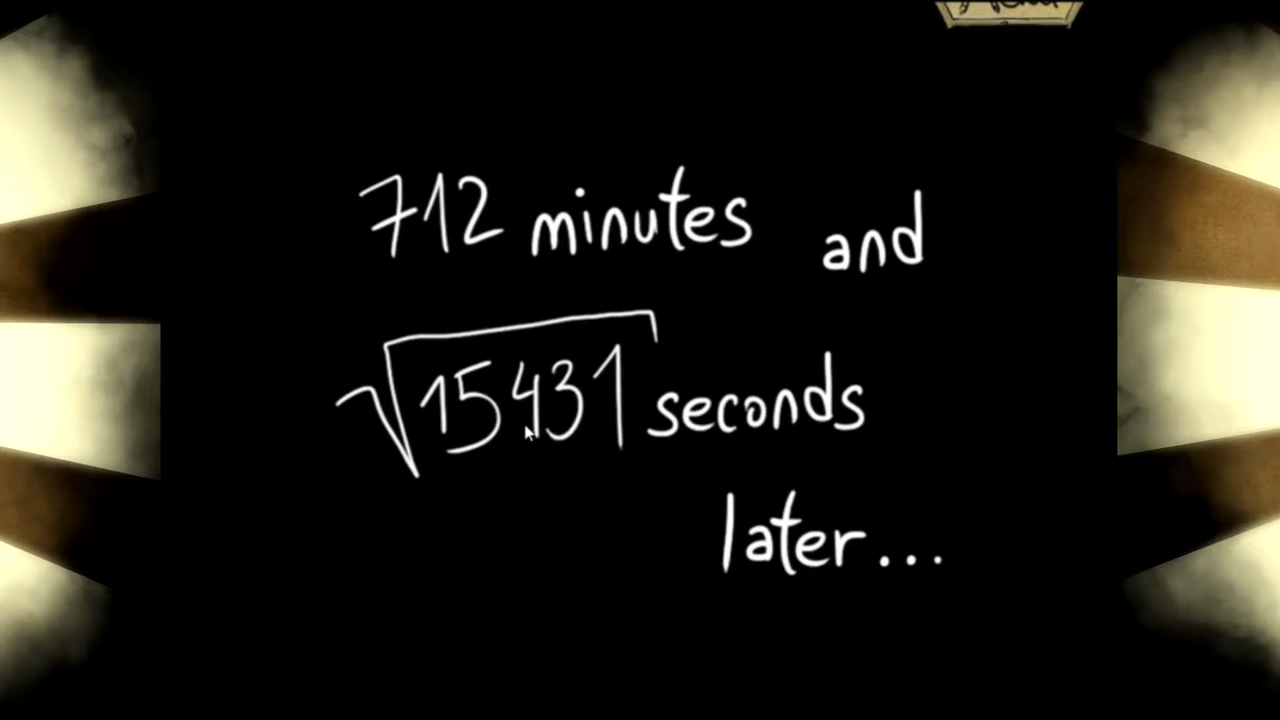 712 minutes and
√15431 seconds
later...